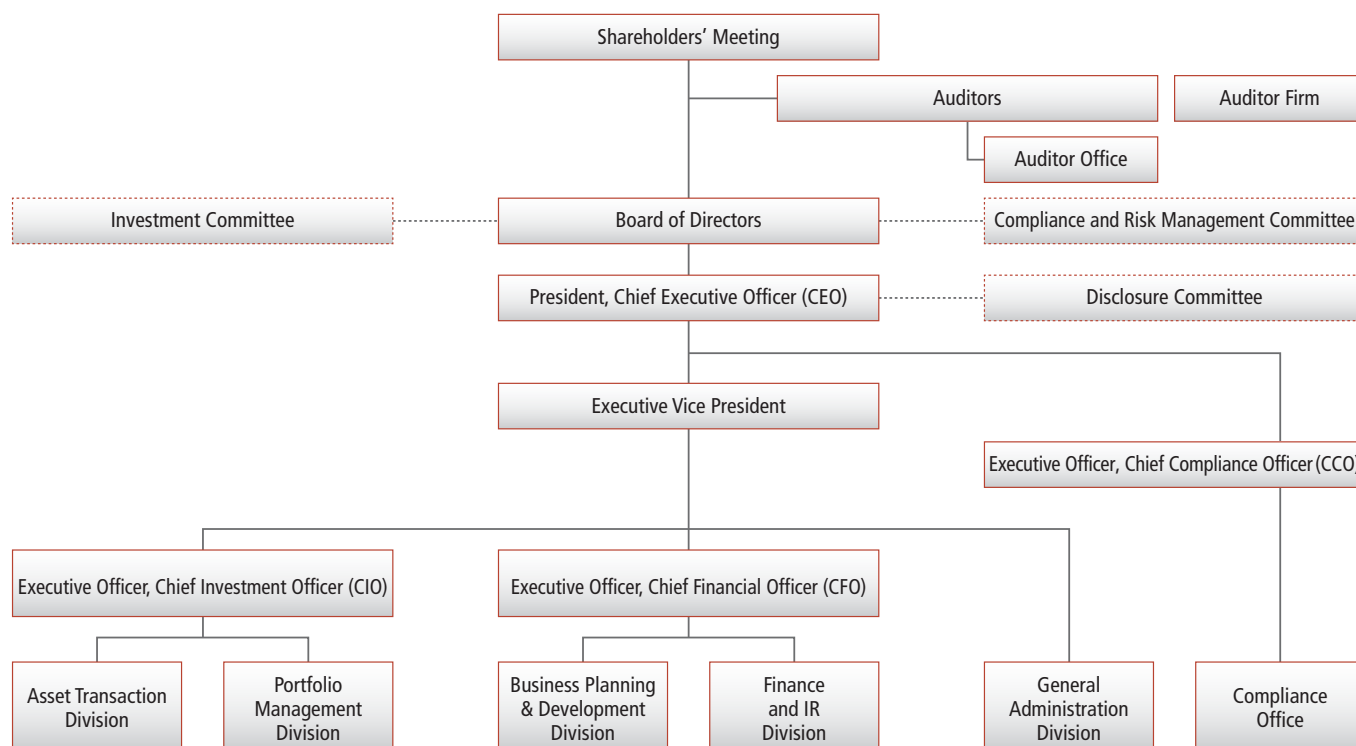 Shareholders' Meeting
Auditors
Auditor Firm
Auditor Office
Investment Committee
Board of Directors
Compliance and Risk Management Committee
President, Chief Executive Officer (CEO)
Disclosure Committee
Executive Vice President
Executive Officer, Chief Compliance Officer (CCO)
Executive Officer, Chief Investment Officer (CIO)
Executive Officer, Chief Financial Officer (CFO)
Asset Transaction
Division
Portfolio
Management
Division
Business Planning
& Development
Division
Finance
and IR
Division
General
Administration
Division
Compliance
Office